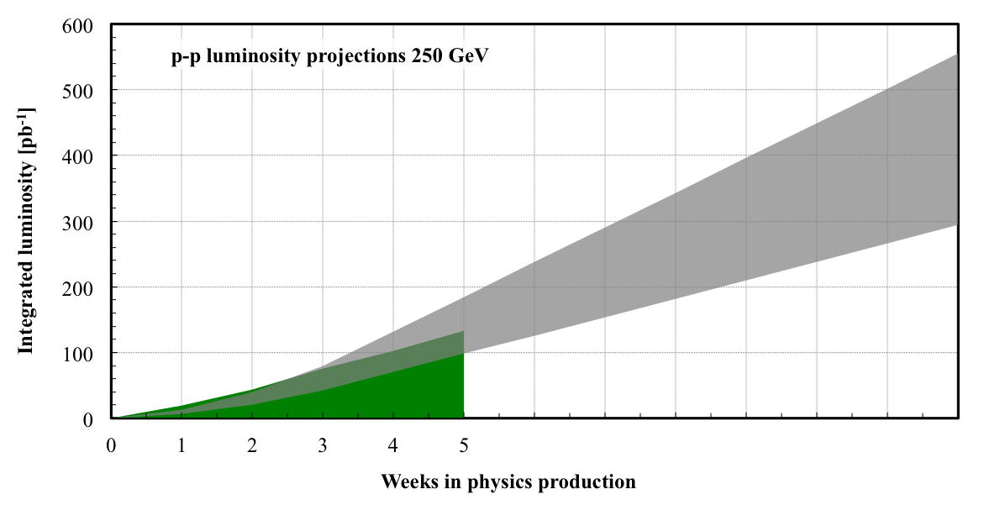 p-p luminosity projections 250 GeV
Integrated luminosity [pb⁻¹]
600
500
400
300
200
100
0
0 1 2 3 4 5
Weeks in physics production